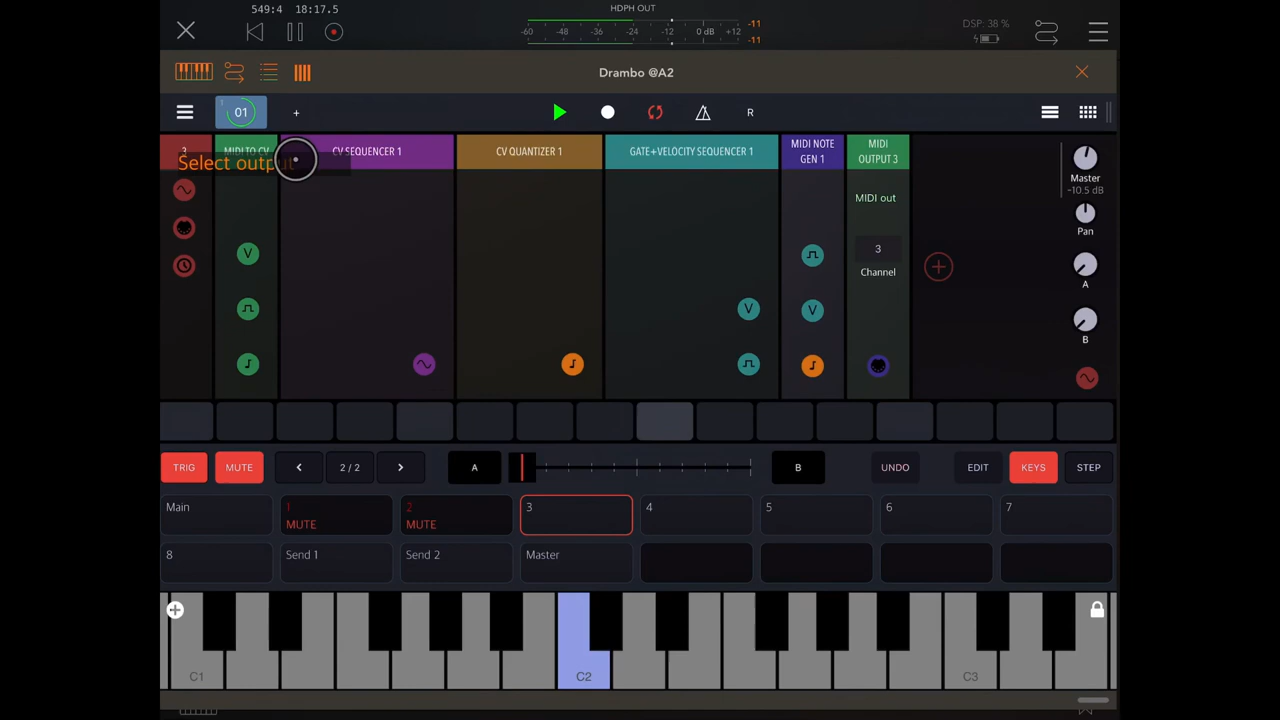 549:4 18:17.5
HDPH OUT
-60 -48 -36 -24 -12 0 dB +12
-11
-11
DSP: 38 %
Drambo @A2
1
01
+
R
3
MIDI TO CV
CV SEQUENCER 1
CV QUANTIZER 1
GATE+VELOCITY SEQUENCER 1
MIDI NOTE
GEN 1
MIDI
OUTPUT 3
Select output
MIDI out
3
Channel
V
V
V
Master
-10.5 dB
Pan
A
B
TRIG
MUTE
<
2 / 2
>
A
B
UNDO
EDIT
KEYS
STEP
Main
1
MUTE
2
MUTE
3
4
5
6
7
8
Send 1
Send 2
Master
C1
C2
C3